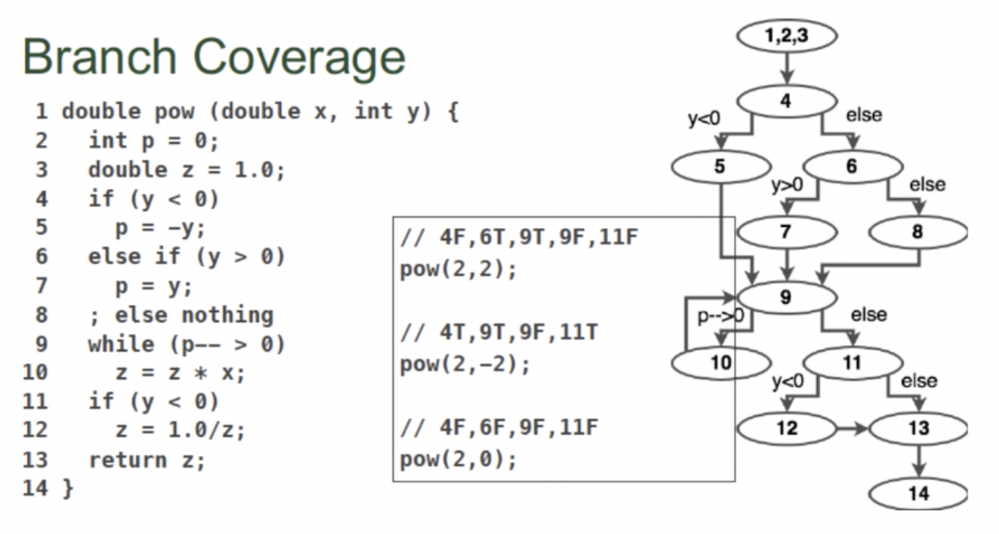 Branch Coverage
1 double pow (double x, int y) {
2 int p = 0;
3 double z = 1.0;
4 if (y < 0)
5 p = -y;
6 else if (y > 0)
7 p = y;
8 ; else nothing
9 while (p-- > 0)
10 z = z * x;
11 if (y < 0)
12 z = 1.0/z;
13 return z;
14 }
// 4F,6T,9T,9F,11F
pow(2,2);
// 4T,9T,9F,11T
pow(2,-2);
// 4F,6F,9F,11F
pow(2,0);
1,2,3
4
y<0
else
5
6
y>0
else
7
8
9
p-->0
else
10
11
y<0
else
12
13
14